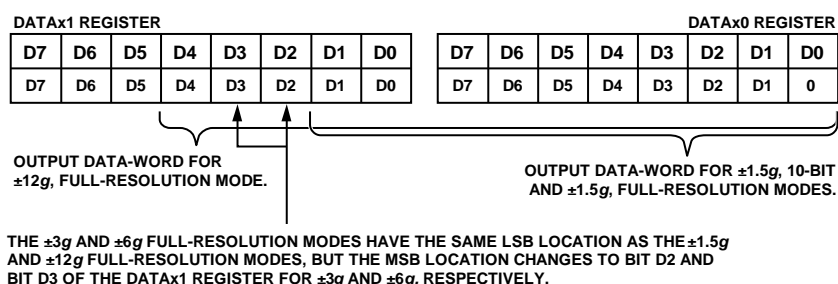 DATAx1 REGISTER DATAx0 REGISTER
D7 D6 D5 D4 D3 D2 D1 D0 D7 D6 D5 D4 D3 D2 D1 D0
D7 D6 D5 D4 D3 D2 D1 D0 D7 D6 D5 D4 D3 D2 D1 0
OUTPUT DATA-WORD FOR
±12g, FULL-RESOLUTION MODE.
OUTPUT DATA-WORD FOR ±1.5g, 10-BIT
AND ±1.5g, FULL-RESOLUTION MODES.
THE ±3g AND ±6g FULL-RESOLUTION MODES HAVE THE SAME LSB LOCATION AS THE ±1.5g
AND ±12g FULL-RESOLUTION MODES, BUT THE MSB LOCATION CHANGES TO BIT D2 AND
BIT D3 OF THE DATAx1 REGISTER FOR ±3g AND ±6g, RESPECTIVELY.